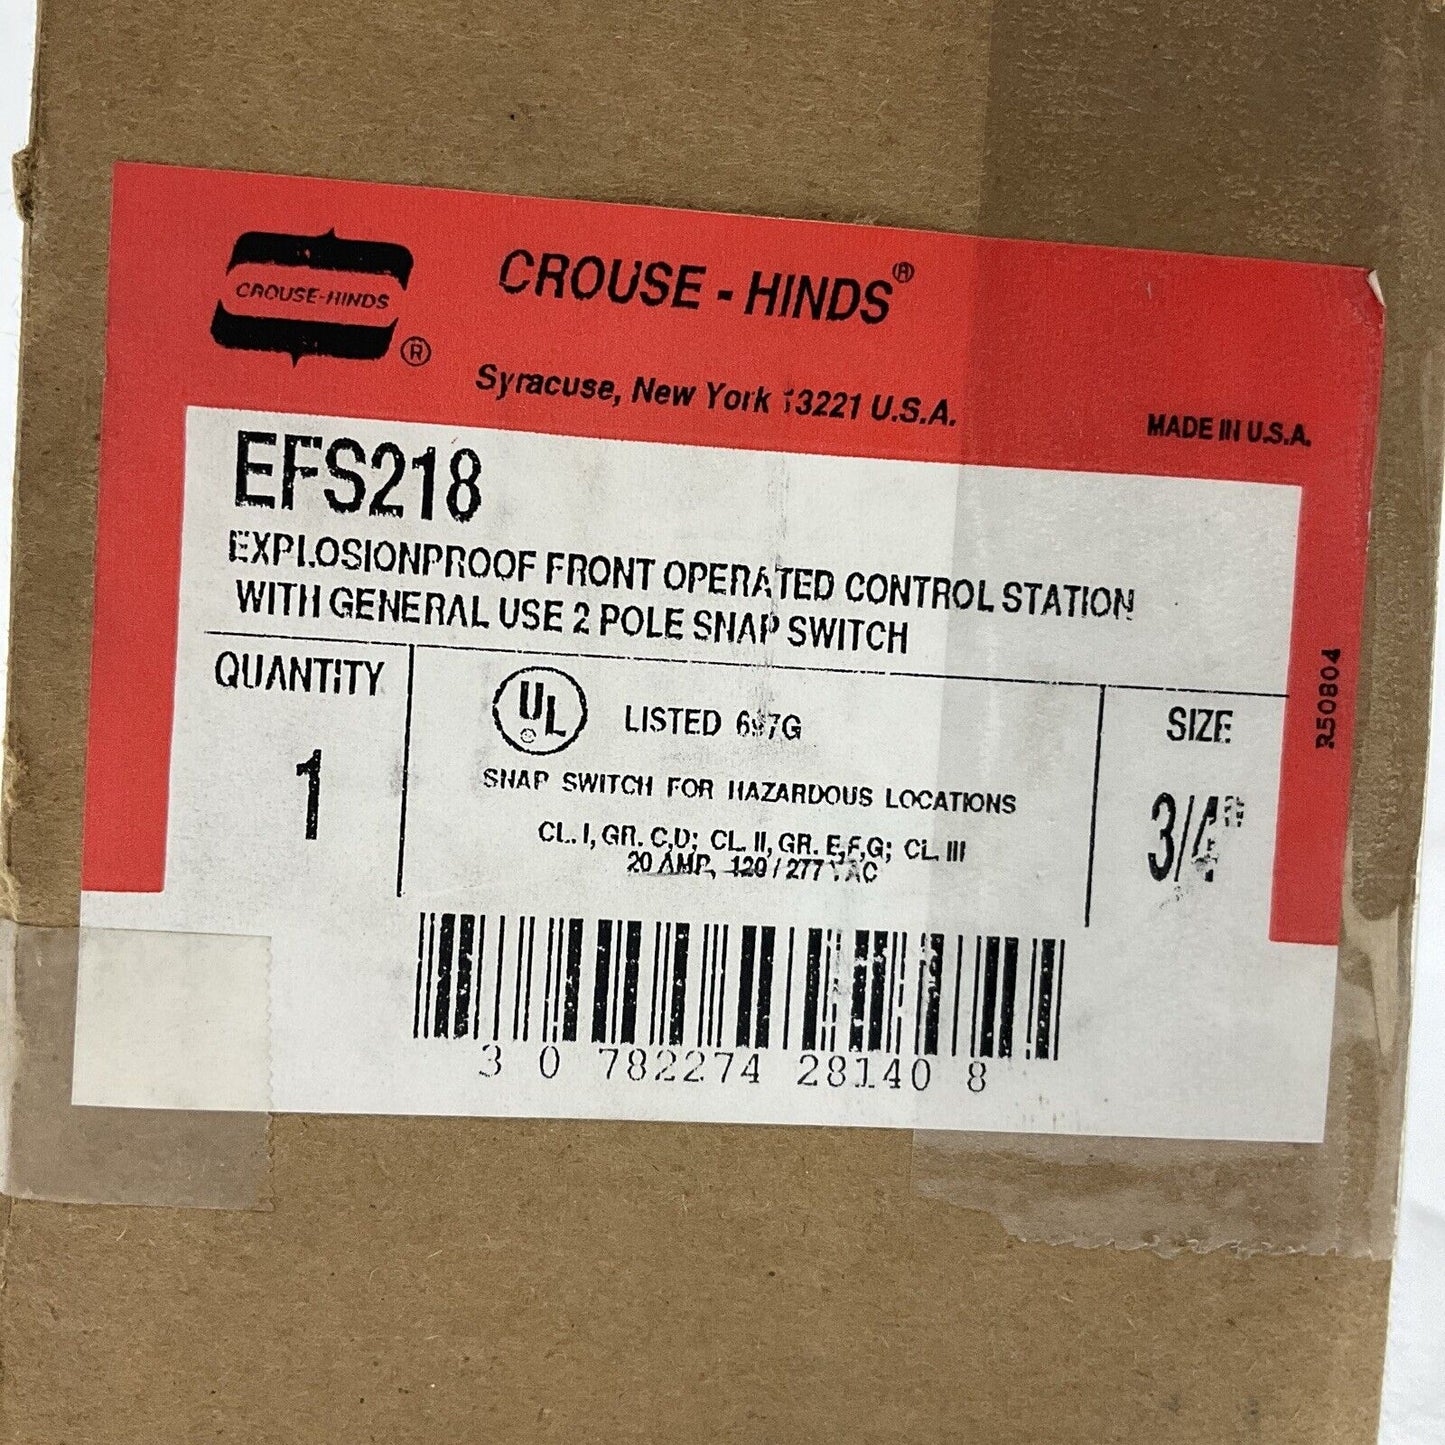 CROUSE-HINDS
®
CROUSE-HINDS®
Syracuse, New York 13221 U.S.A.
MADE IN U.S.A.
EFS218
EXPLOSIONPROOF FRONT OPERATED CONTROL STATION
WITH GENERAL USE 2 POLE SNAP SWITCH
QUANTITY
1
UL
LISTED 697G
SNAP SWITCH FOR HAZARDOUS LOCATIONS
CL. I, GR. C,D; CL. II, GR. E,F,G; CL. III
20 AMP, 120/277 VAC
SIZE
3/4"
R50804
3 0 782274 28140 8